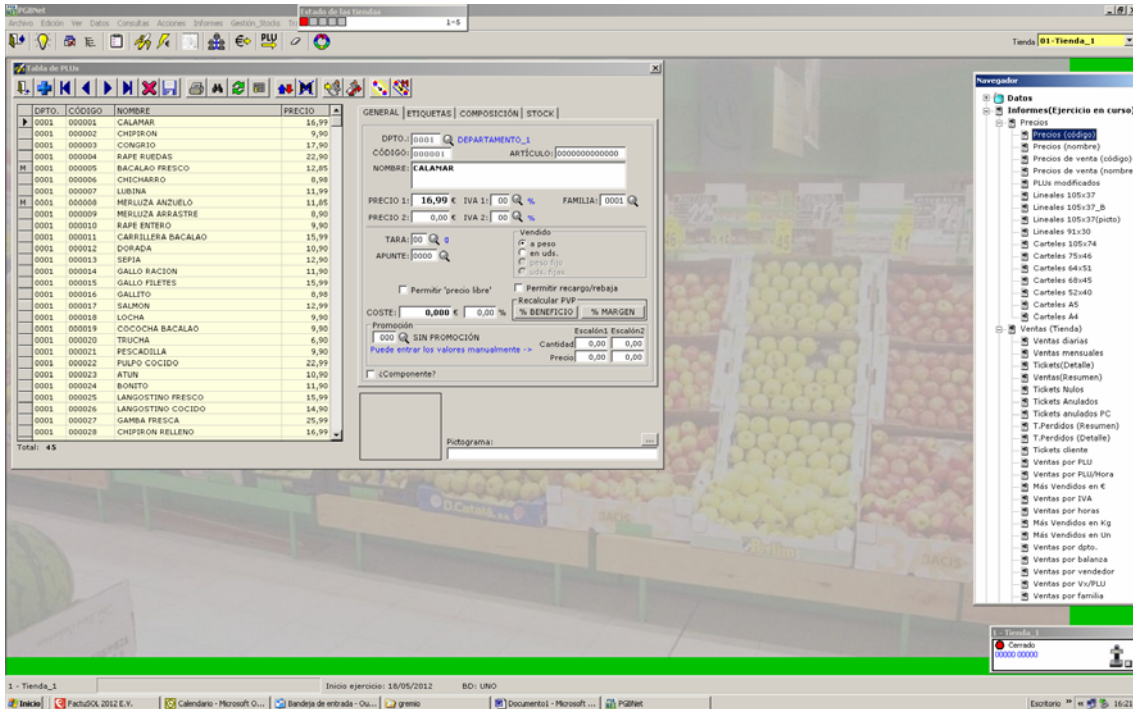 PGBNet
Estado de las tiendas
1-5
Archivo Edición Ver Datos Consultas Acciones Informes Gestión_Stocks
PLU
Tienda 01-Tienda_1
Tabla de PLUs
DPTO. CÓDIGO NOMBRE PRECIO
0001 000001 CALAMAR 16,99
0001 000002 CHIPIRON 9,90
0001 000003 CONGRIO 17,90
0001 000004 RAPE RUEDAS 22,90
M 0001 000005 BACALAO FRESCO 12,85
0001 000006 CHICHARRO 8,98
0001 000007 LUBINA 11,99
M 0001 000008 MERLUZA ANZUELO 11,85
0001 000009 MERLUZA ARRASTRE 8,90
0001 000010 RAPE ENTERO 9,90
0001 000011 CARRILLERA BACALAO 15,99
0001 000012 DORADA 10,90
0001 000013 SEPIA 12,90
0001 000014 GALLO RACION 11,90
0001 000015 GALLO FILETES 15,99
0001 000016 GALLITO 8,98
0001 000017 SALMON 12,99
0001 000018 LOCHA 9,90
0001 000019 COCOCHA BACALAO 9,90
0001 000020 TRUCHA 6,90
0001 000021 PESCADILLA 9,90
0001 000022 PULPO COCIDO 22,99
0001 000023 ATUN 10,90
0001 000024 BONITO 11,90
0001 000025 LANGOSTINO FRESCO 15,99
0001 000026 LANGOSTINO COCIDO 14,90
0001 000027 GAMBA FRESCA 25,99
0001 000028 CHIPIRON RELLENO 16,99
Total: 45
GENERAL ETIQUETAS COMPOSICIÓN STOCK
DPTO.: 0001 DEPARTAMENTO_1
CÓDIGO: 000001 ARTÍCULO: 0000000000000
NOMBRE: CALAMAR
PRECIO 1: 16,99 € IVA 1: 00 % FAMILIA: 0001
PRECIO 2: 0,00 € IVA 2: 00 %
TARA: 00 0
APUNTE: 0000
Vendido
a peso
en uds.
peso fijo
uds. fijas
Permitir 'precio libre' Permitir recargo/rebaja
COSTE: 0,000 € 0,00 %
Recalcular PVP
% BENEFICIO % MARGEN
Promoción
000 SIN PROMOCIÓN
Puede entrar los valores manualmente ->
Escalón1 Escalón2
Cantidad 0,00 0,00
Precio 0,00 0,00
¿Componente?
Pictograma:
...
Navegador
Datos
Informes(Ejercicio en curso)
Precios
Precios (código)
Precios (nombre)
Precios de venta (código)
Precios de venta (nombre
PLUs modificados
Lineales 105x37
Lineales 105x37_B
Lineales 105x37(picto)
Lineales 91x30
Carteles 105x74
Carteles 75x46
Carteles 64x51
Carteles 68x45
Carteles 52x40
Carteles A5
Carteles A4
Ventas (Tienda)
Ventas diarias
Ventas mensuales
Tickets(Detalle)
Ventas(Resumen)
Tickets Nulos
Tickets Anulados
Tickets anulados PC
T.Perdidos (Resumen)
T.Perdidos (Detalle)
Tickets cliente
Ventas por PLU
Ventas por PLU/Hora
Más Vendidos en €
Ventas por IVA
Ventas por horas
Más Vendidos en Kg
Más Vendidos en Un
Ventas por dpto.
Ventas por balanza
Ventas por vendedor
Ventas por Vx/PLU
Ventas por familia
1 - Tienda_1
Cerrado
00000 00000
1 - Tienda_1 Inicio ejercicio: 18/05/2012 BD: UNO
Inicio FactuSOL 2012 E.V. Calendario - Microsoft O... Bandeja de entrada - Ou... gremio Documento1 - Microsoft ... PGBNet Escritorio 16:21